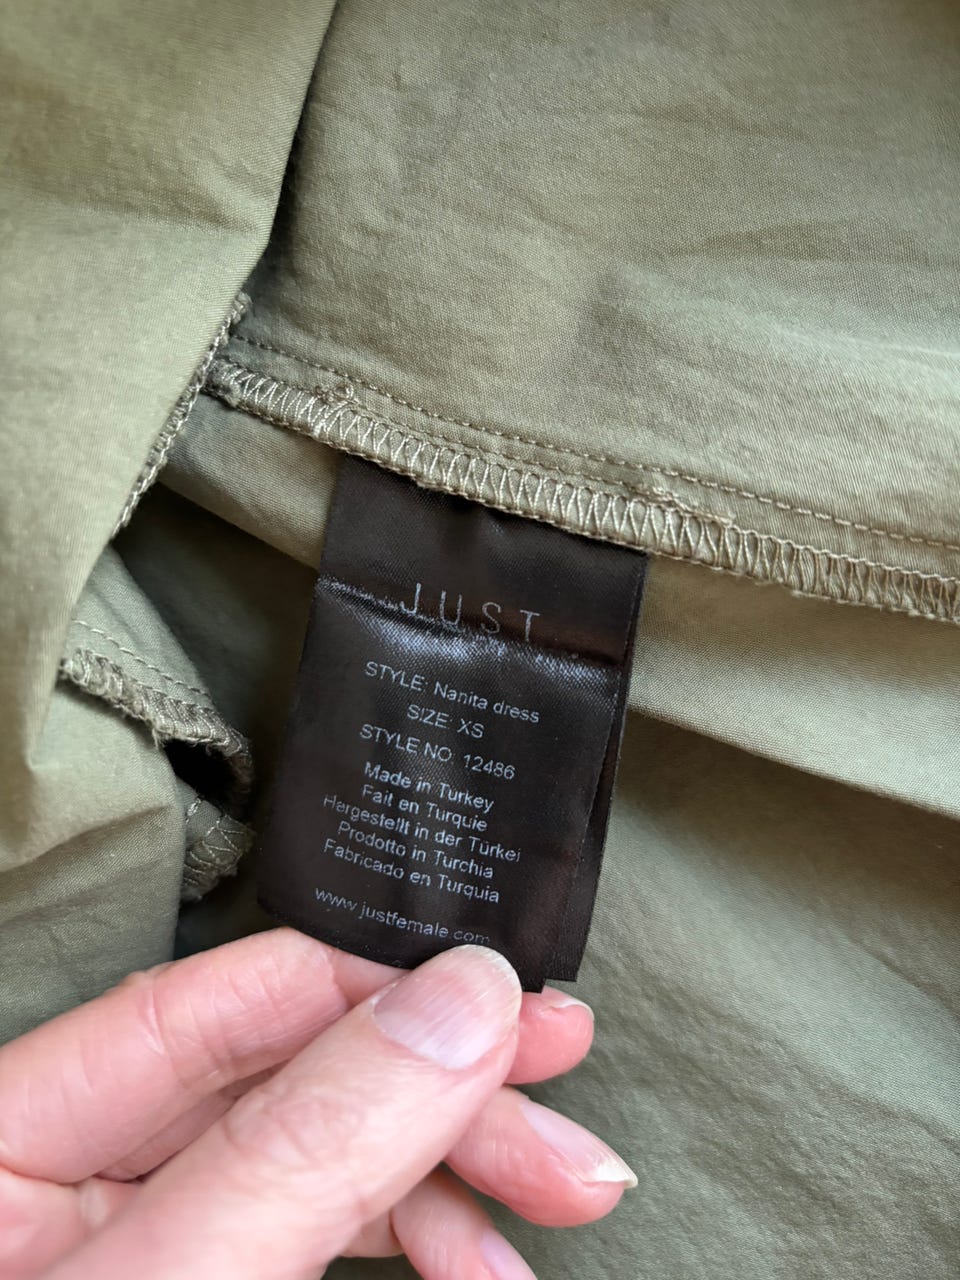 JUST
STYLE: Nanita dress
SIZE: XS
STYLE NO. 12486
Made in Turkey
Fait en Turquie
Hergestellt in der Türkei
Prodotto in Turchia
Fabricado en Turquia
www.justfemale.com